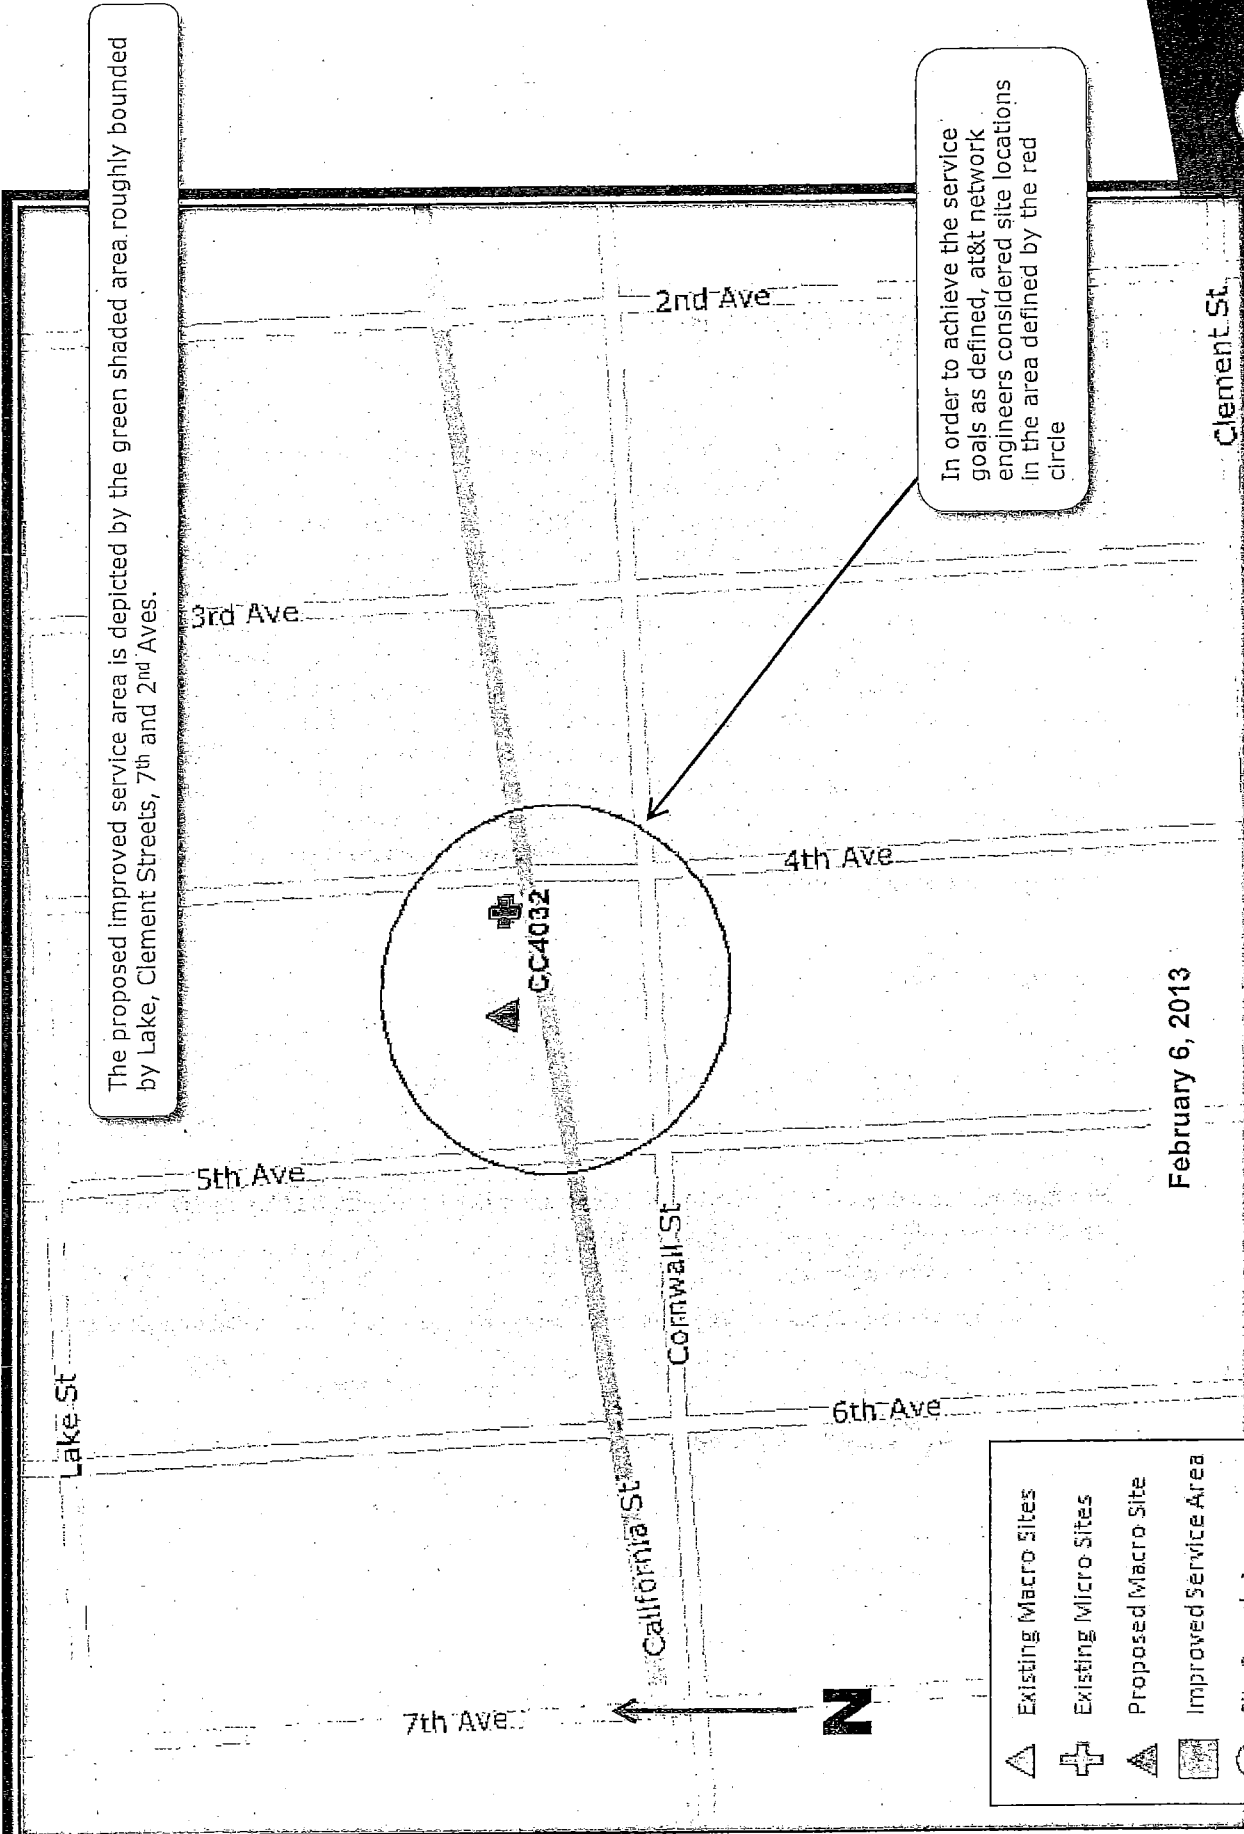 The proposed improved service area is depicted by the green shaded area roughly bounded
by Lake, Clement Streets, 7th and 2nd Aves.
Lake St
7th Ave
5th Ave
3rd Ave
California St
CC4032
Cornwall St
6th Ave
4th Ave
2nd Ave
In order to achieve the service
goals as defined, at&t network
engineers considered site locations
in the area defined by the red
circle
N
Clement St
February 6, 2013
Existing Macro Sites
Existing Micro Sites
Proposed Macro Site
Improved Service Area